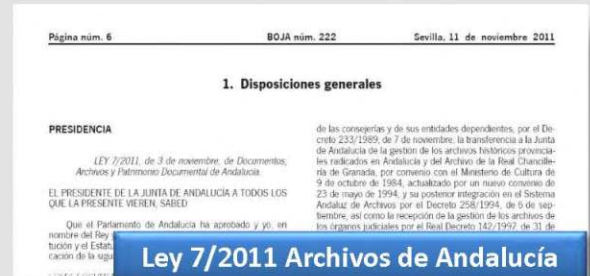 Página núm. 6 BOJA núm. 222 Sevilla, 11 de noviembre 2011
1. Disposiciones generales
PRESIDENCIA
LEY 7/2011, de 3 de noviembre, de Documentos,
Archivos y Patrimonio Documental de Andalucía.
EL PRESIDENTE DE LA JUNTA DE ANDALUCÍA A TODOS LOS
QUE LA PRESENTE VIEREN, SABED
Que el Parlamento de Andalucía ha aprobado y yo, en
nombre del Rey
tución y el Estatu
cación de la sigu
de las consejerías y de sus entidades dependientes, por el De-
creto 233/1989, de 7 de noviembre; la transferencia a la Junta
de Andalucía de la gestión de los archivos históricos provincia-
les radicados en Andalucía y del Archivo de la Real Chancille-
ría de Granada, por convenio con el Ministerio de Cultura de
9 de octubre de 1984, actualizado por un nuevo convenio de
23 de mayo de 1994, y su posterior integración en el Sistema
Andaluz de Archivos por el Decreto 258/1994, de 6 de sep-
tiembre, así como la recepción de la gestión de los archivos de
los órganos judiciales por el Real Decreto 142/1997, de 31 de
Ley 7/2011 Archivos de Andalucía